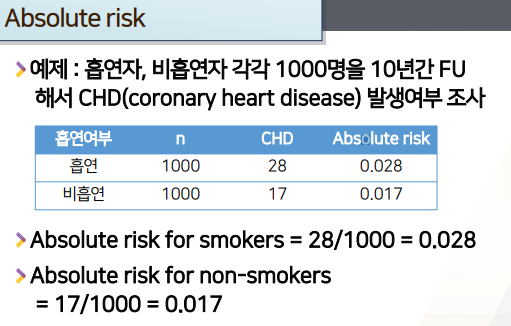 Absolute risk
예제 : 흡연자, 비흡연자 각각 1000명을 10년간 FU
해서 CHD(coronary heart disease) 발생여부 조사
흡연여부 n CHD Absolute risk
흡연 1000 28 0.028
비흡연 1000 17 0.017
Absolute risk for smokers = 28/1000 = 0.028
Absolute risk for non-smokers
= 17/1000 = 0.017